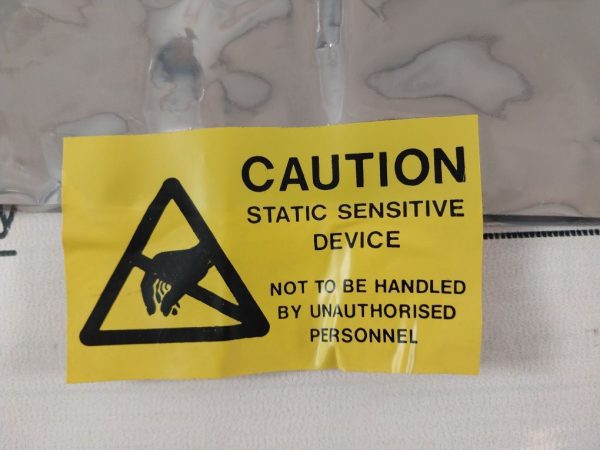 CAUTION
STATIC SENSITIVE
DEVICE
NOT TO BE HANDLED
BY UNAUTHORISED
PERSONNEL